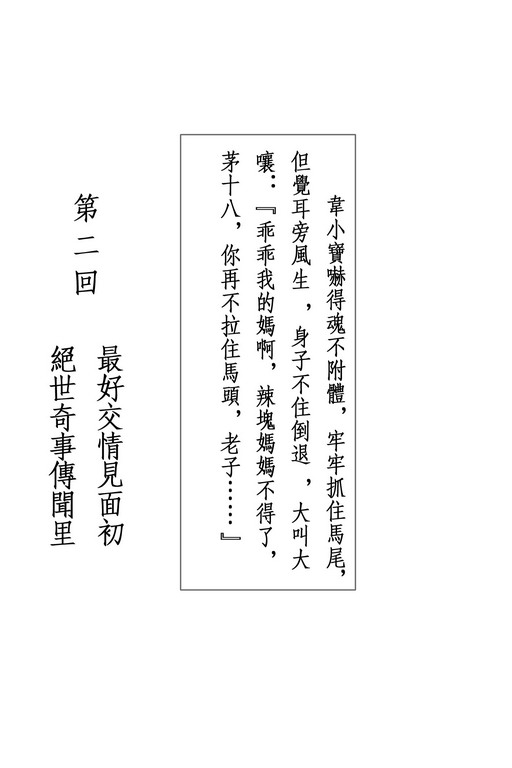 韋小寶嚇得魂不附體，牢牢抓住馬尾，
但覺耳旁風生，身子不住倒退，大叫大
嚷：『乖乖我的媽啊，辣塊媽媽不得了，
茅十八，你再不拉住馬頭，老子……』
第二回
最好交情見面初
絕世奇事傳聞里